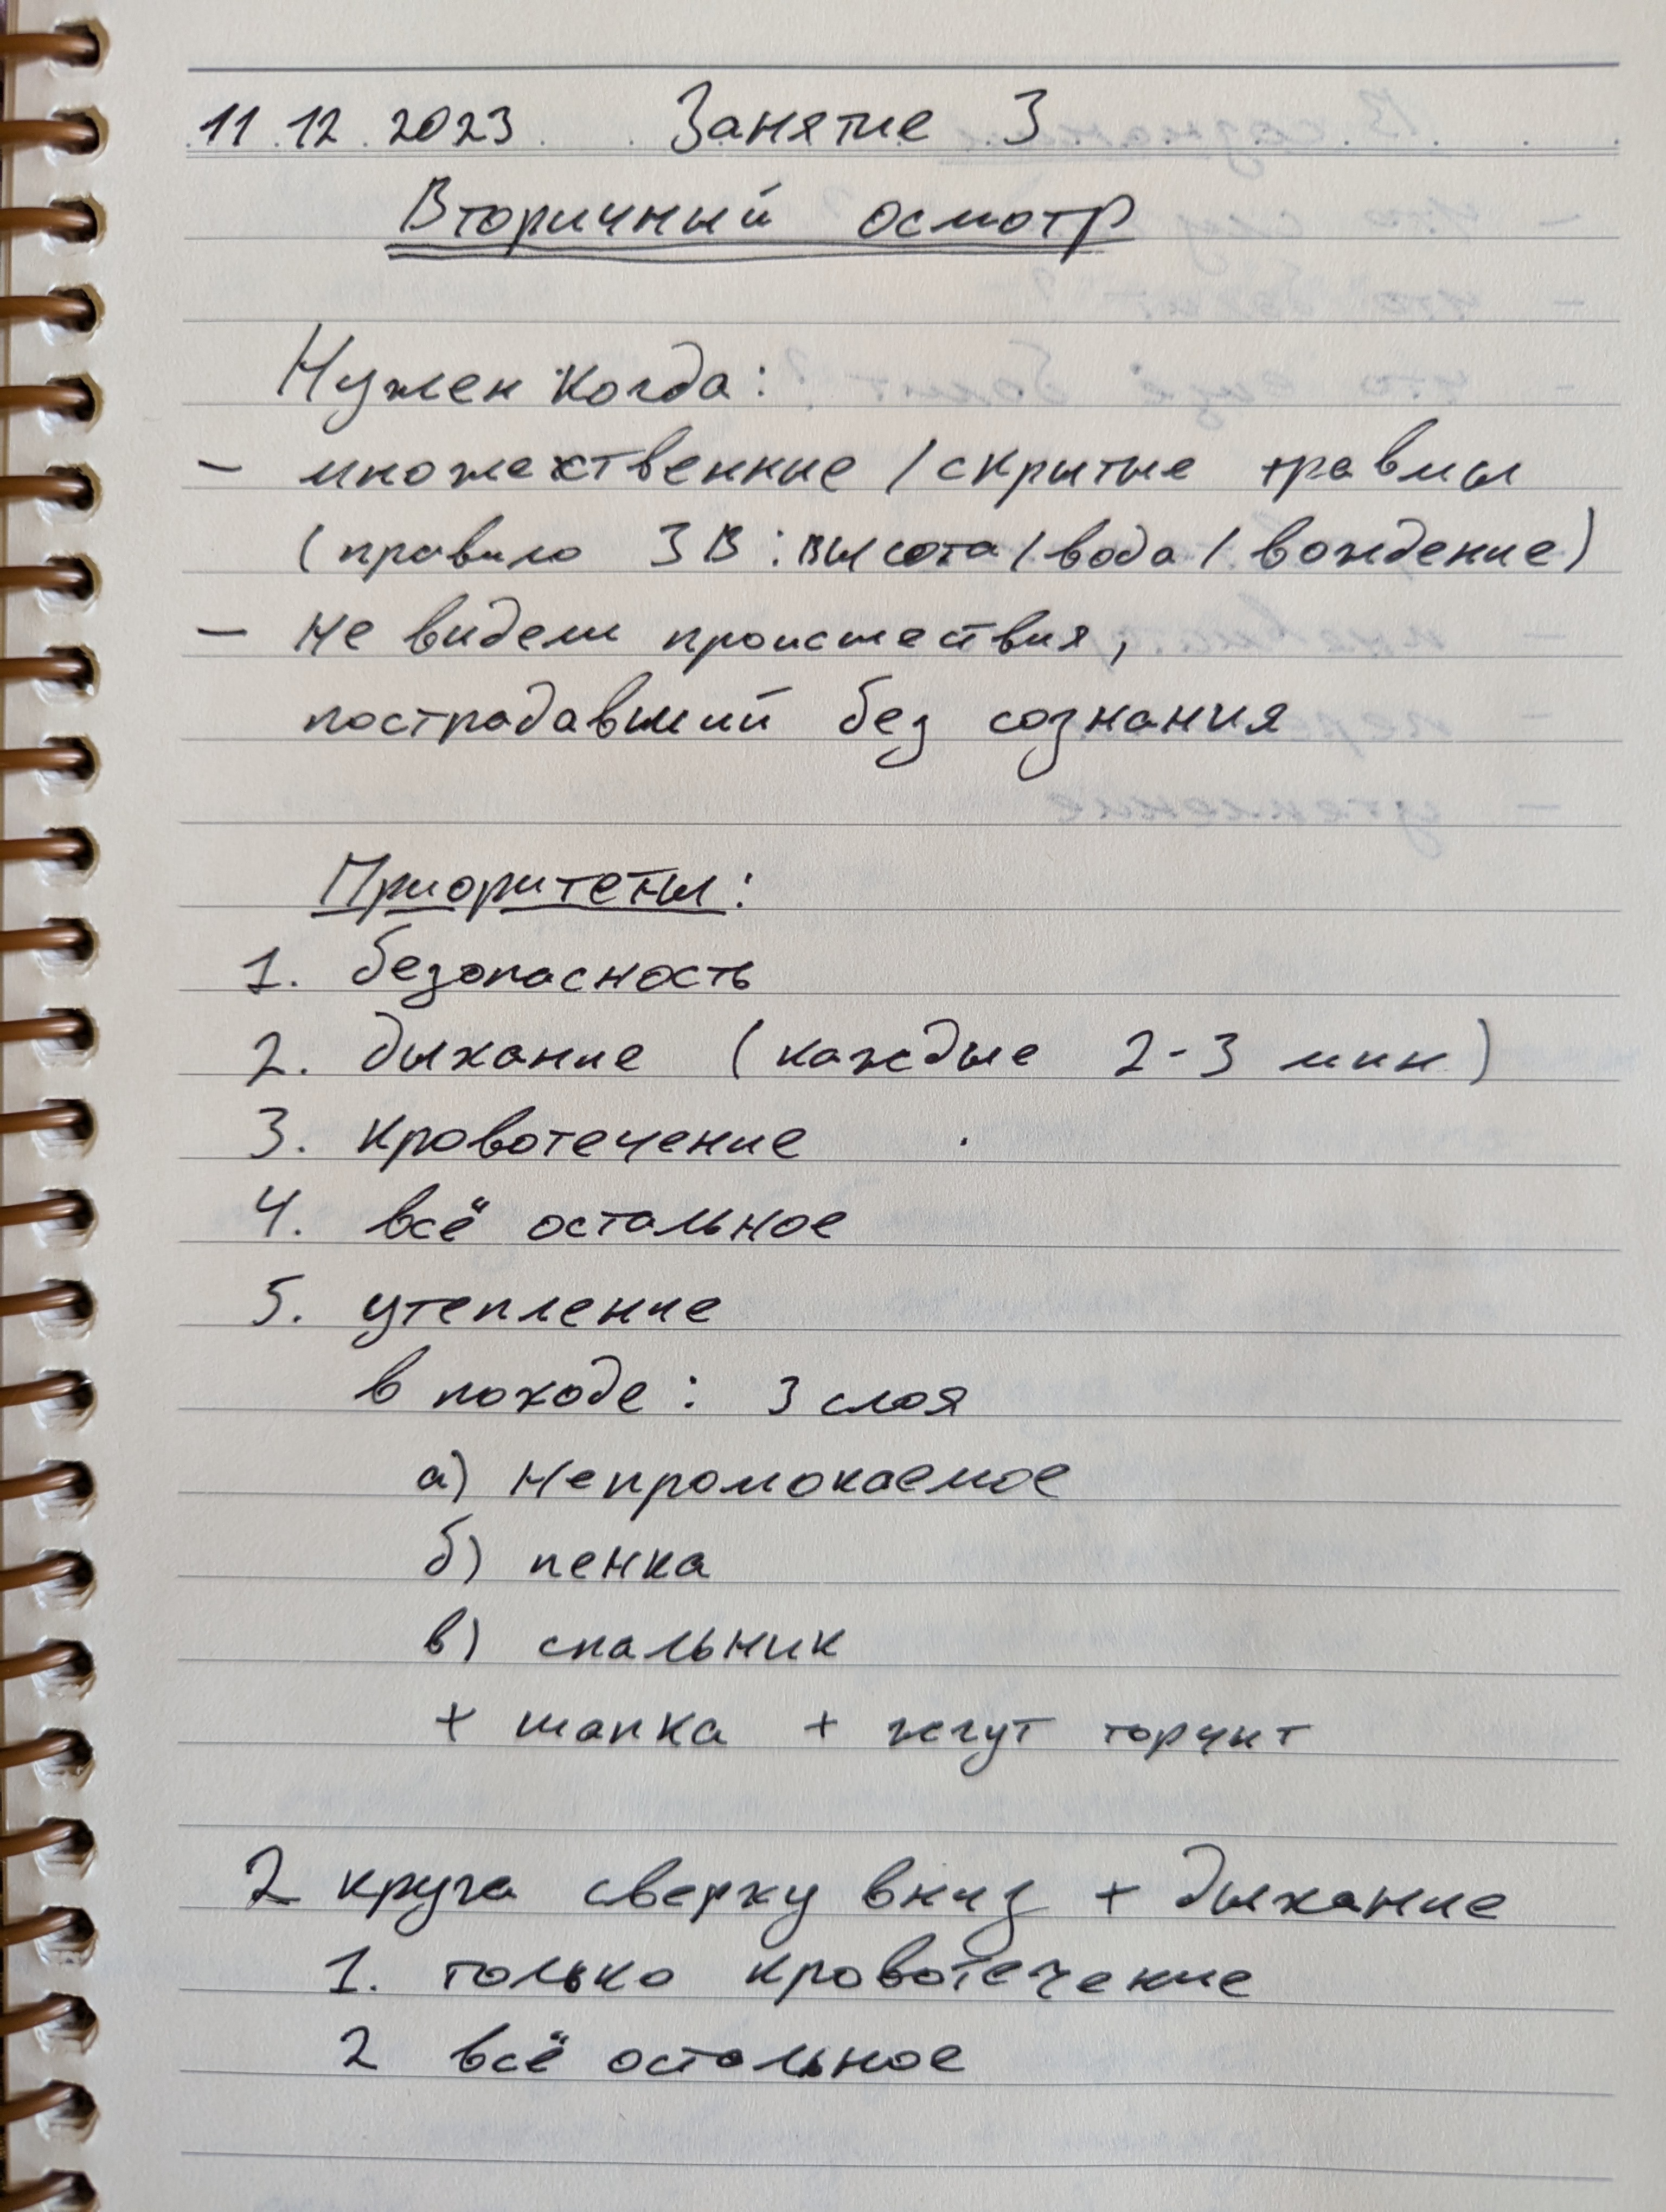 11.12.2023. Занятие 3
Вторичный осмотр
Нужен когда:
- множественные / скрытые травмы
(правило 3В: высота / вода / вождение)
- не видели происшествия,
пострадавший без сознания
Приоритеты:
1. безопасность
2. дыхание (каждые 2-3 мин)
3. кровотечение
4. всё остальное
5. утепление
в походе: 3 слоя
а) непромокаемое
б) пенка
в) спальник
+ шапка + жгут торчит
2 круга сверху вниз + дыхание
1. только кровотечение
2 всё остальное